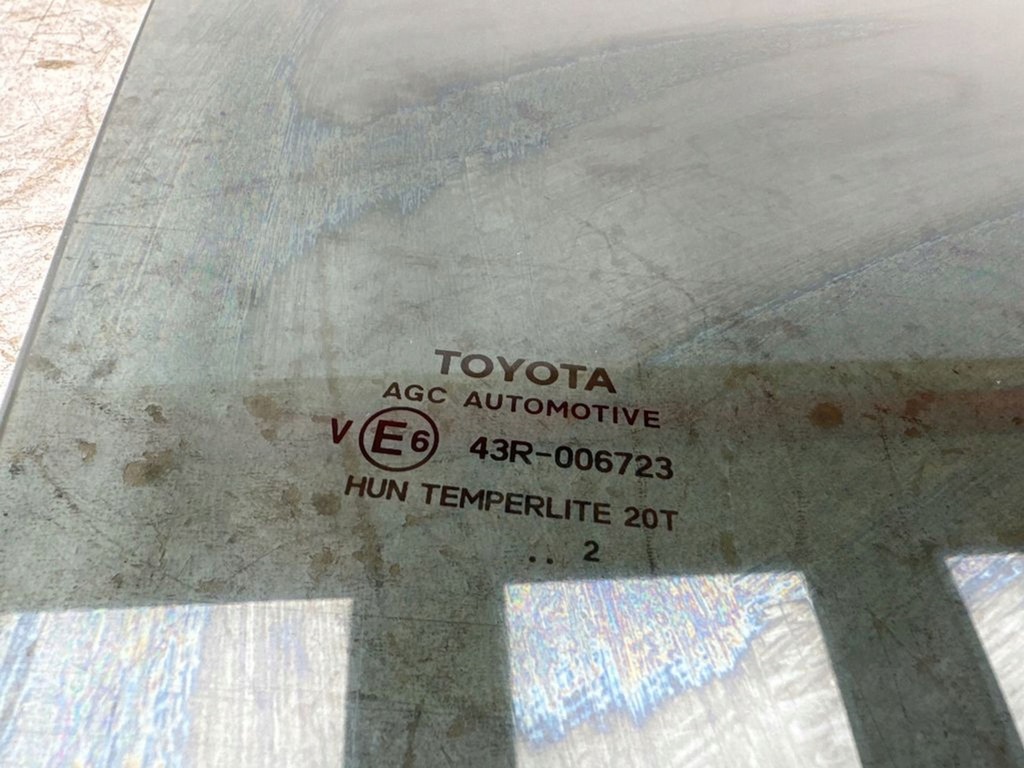 TOYOTA
AGC AUTOMOTIVE
V E6 43R-006723
HUN TEMPERLITE 20T
.. 2